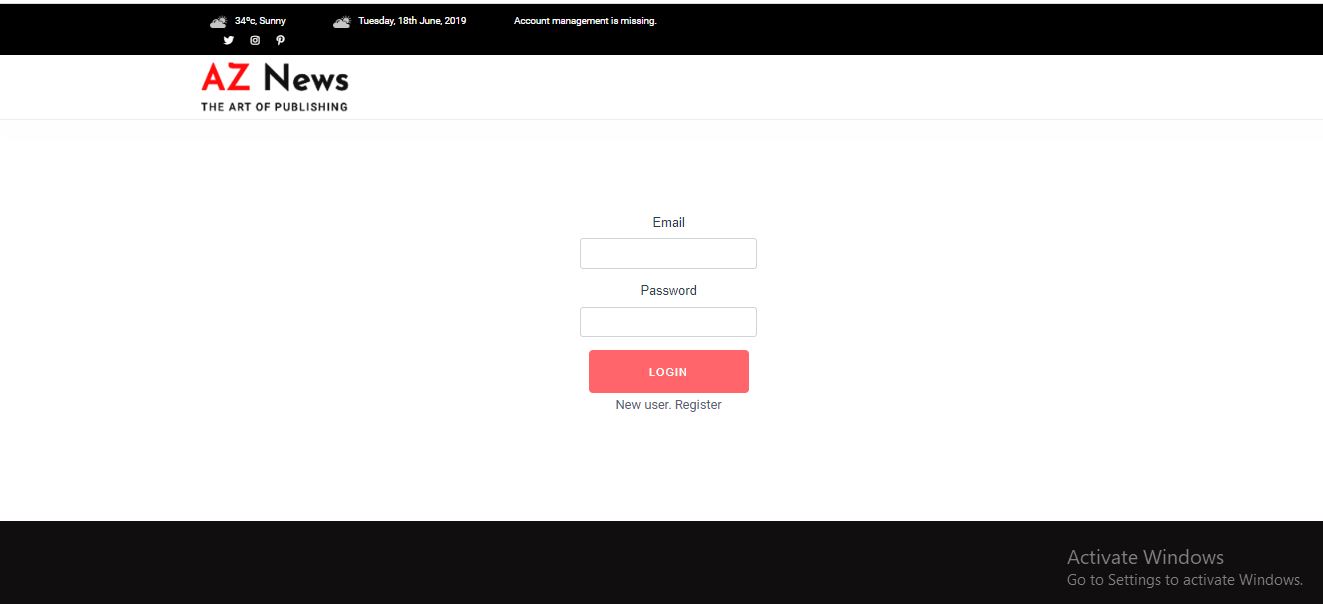 34ºc, Sunny
Tuesday, 18th June, 2019
Account management is missing.
AZ News
THE ART OF PUBLISHING
Email
Password
LOGIN
New user. Register
Activate Windows
Go to Settings to activate Windows.